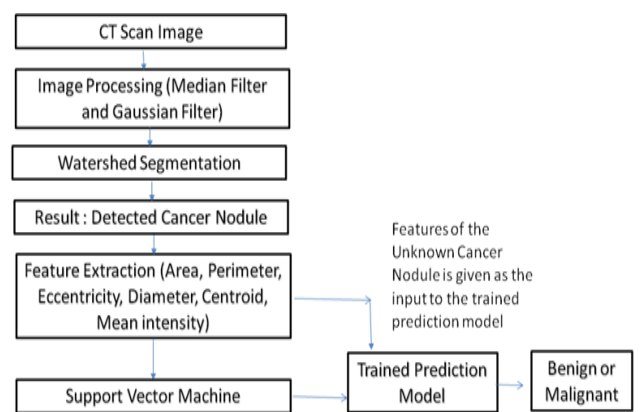 CT Scan Image
Image Processing (Median Filter
and Gaussian Filter)
Watershed Segmentation
Result : Detected Cancer Nodule
Feature Extraction (Area, Perimeter,
Eccentricity, Diameter, Centroid,
Mean intensity)
Features of the
Unknown Cancer
Nodule is given as the
input to the trained
prediction model
Support Vector Machine
Trained Prediction
Model
Benign or
Malignant